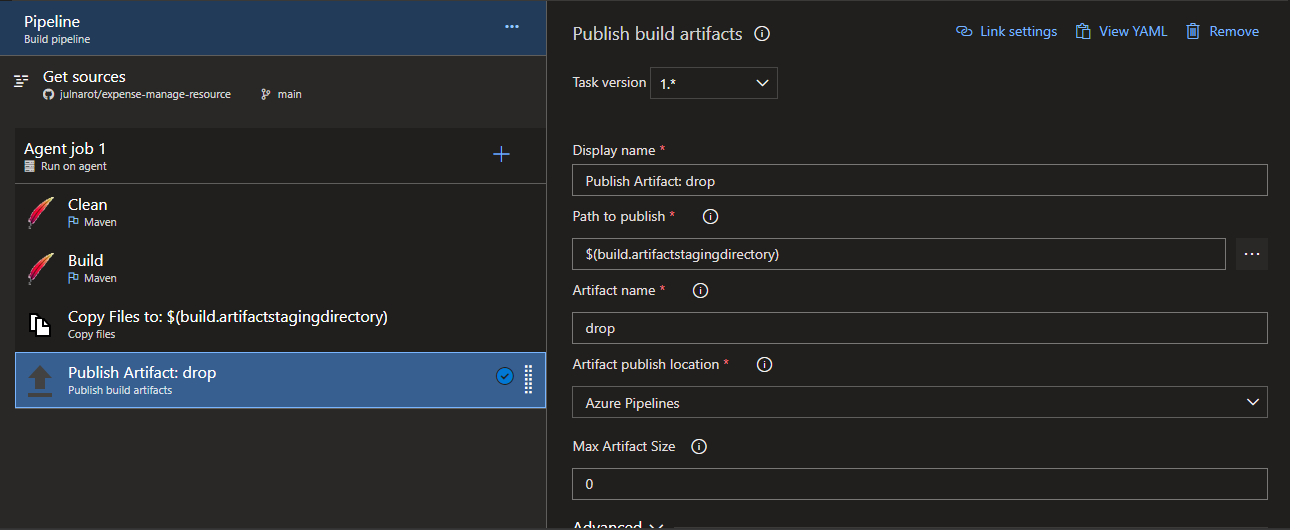 Pipeline
Build pipeline
Get sources
julnarot/expense-manage-resource
main
Agent job 1
Run on agent
Clean
Maven
Build
Maven
Copy Files to: $(build.artifactstagingdirectory)
Copy files
Publish Artifact: drop
Publish build artifacts
Publish build artifacts
Link settings
View YAML
Remove
Task version
1.*
Display name *
Publish Artifact: drop
Path to publish *
$(build.artifactstagingdirectory)
Artifact name *
drop
Artifact publish location *
Azure Pipelines
Max Artifact Size
0
Advanced